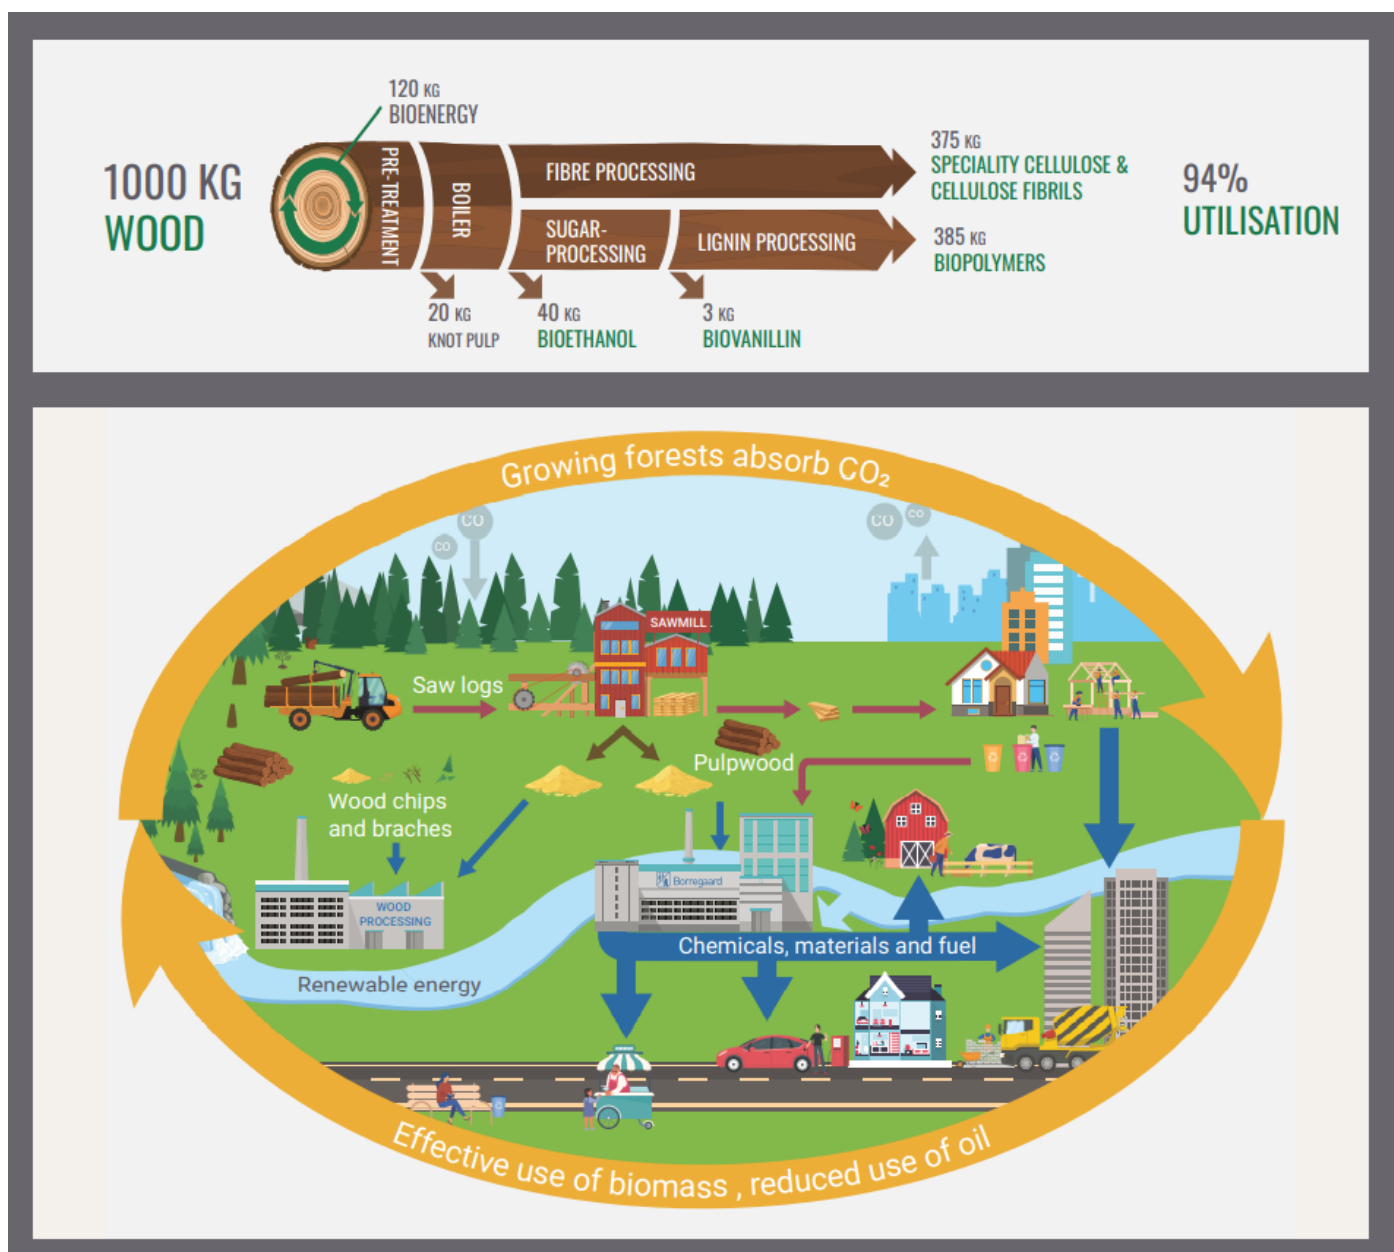 120 KG
BIOENERGY
1000 KG
WOOD
PRE-TREATMENT
BOILER
FIBRE PROCESSING
SUGAR-
PROCESSING
LIGNIN PROCESSING
375 KG
SPECIALITY CELLULOSE &
CELLULOSE FIBRILS
385 KG
BIOPOLYMERS
94%
UTILISATION
20 KG
KNOT PULP
40 KG
BIOETHANOL
3 KG
BIOVANILLIN
Growing forests absorb CO₂
CO
CO
CO
CO
SAWMILL
Saw logs
Pulpwood
Wood chips
and braches
WOOD
PROCESSING
Borregaard
Chemicals, materials and fuel
Renewable energy
Effective use of biomass , reduced use of oil